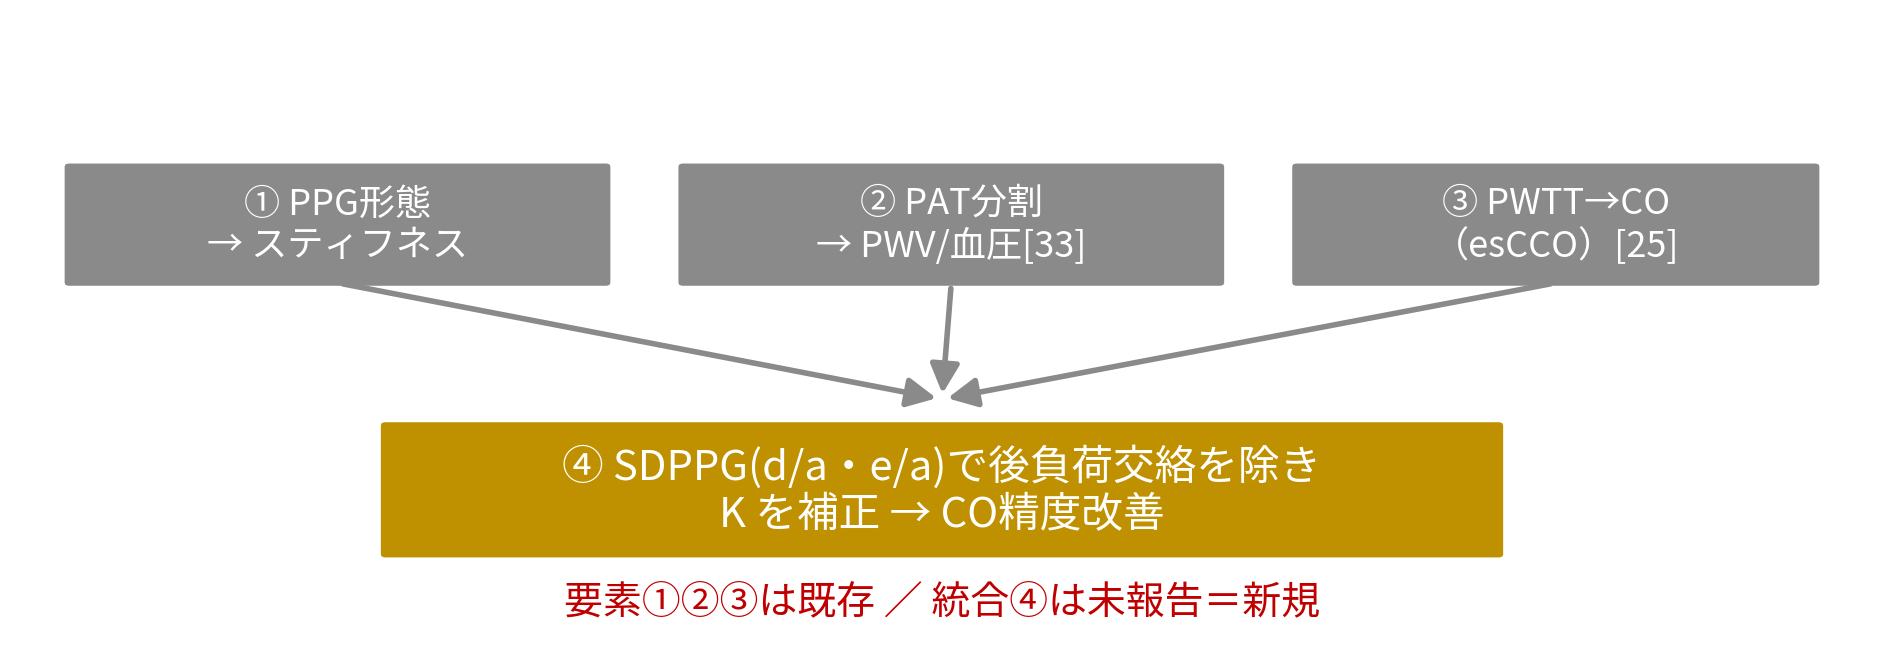 ① PPG形態
→ スティフネス
② PAT分割
→ PWV/血圧[33]
③ PWTT→CO
（esCCO）[25]
④ SDPPG(d/a・e/a)で後負荷交絡を除き
K を補正 → CO精度改善
要素①②③は既存 ／ 統合④は未報告＝新規